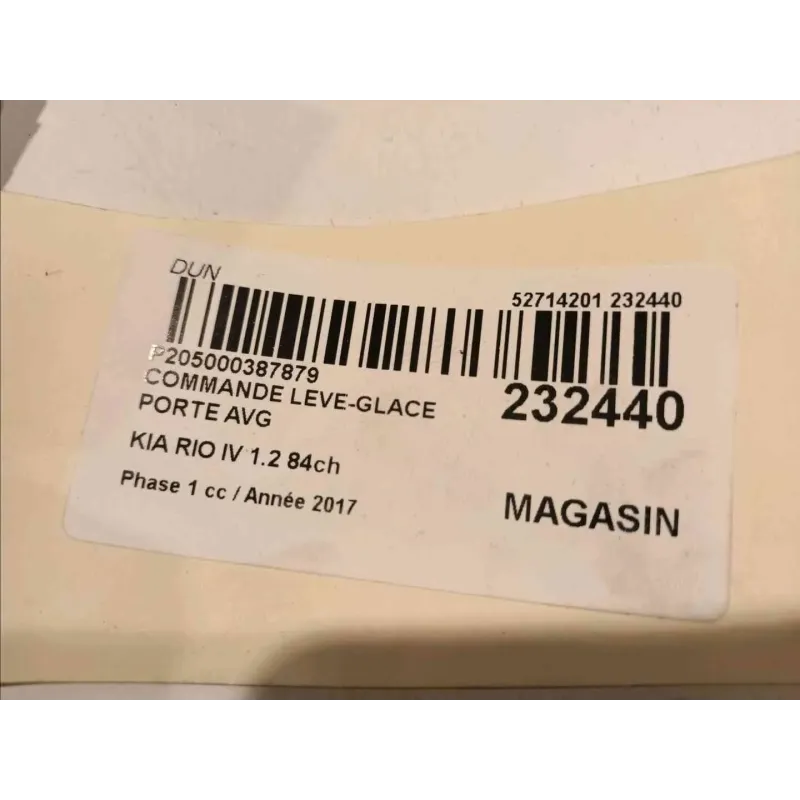 DUN
52714201 232440
P205000387879
COMMANDE LEVE-GLACE
PORTE AVG
232440
KIA RIO IV 1.2 84ch
Phase 1 cc / Année 2017
MAGASIN